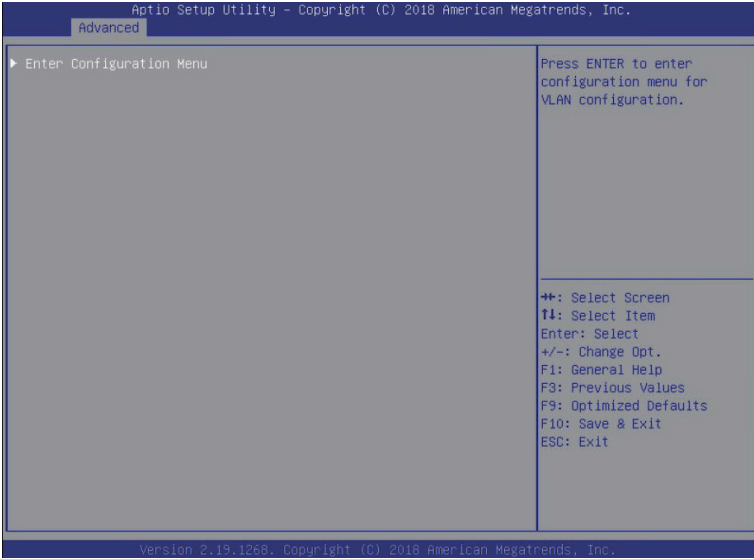 Aptio Setup Utility – Copyright (C) 2018 American Megatrends, Inc.
Advanced
▶ Enter Configuration Menu
Press ENTER to enter
configuration menu for
VLAN configuration.
→←: Select Screen
↑↓: Select Item
Enter: Select
+/-: Change Opt.
F1: General Help
F3: Previous Values
F9: Optimized Defaults
F10: Save & Exit
ESC: Exit
Version 2.19.1268. Copyright (C) 2018 American Megatrends, Inc.